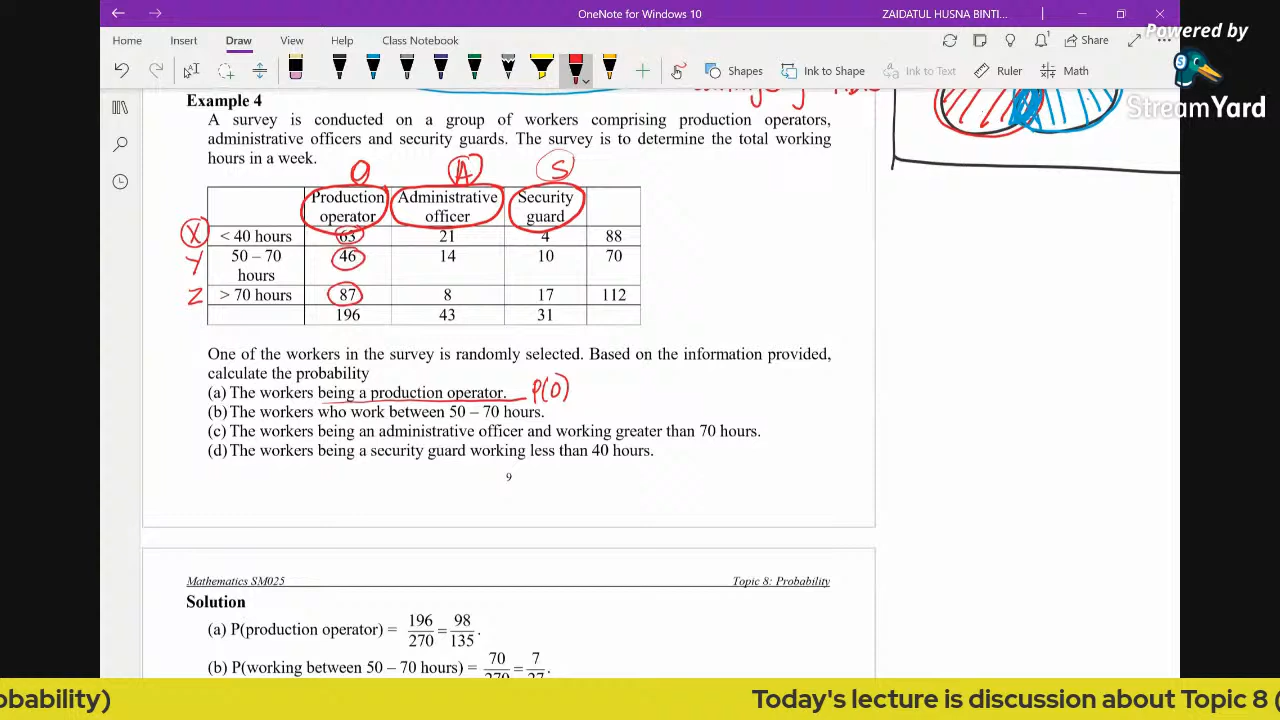 OneNote for Windows 10
ZAIDATUL HUSNA BINTI...
Powered by
StreamYard
Home Insert Draw View Help Class Notebook
Share
Shapes Ink to Shape Ink to Text Ruler Math
Example 4
A survey is conducted on a group of workers comprising production operators,
administrative officers and security guards. The survey is to determine the total working
hours in a week.
O A S
Production operator Administrative officer Security guard
X < 40 hours 63 21 4 88
Y 50 – 70 hours 46 14 10 70
Z > 70 hours 87 8 17 112
196 43 31
One of the workers in the survey is randomly selected. Based on the information provided,
calculate the probability
(a) The workers being a production operator. P(O)
(b) The workers who work between 50 – 70 hours.
(c) The workers being an administrative officer and working greater than 70 hours.
(d) The workers being a security guard working less than 40 hours.
9
Mathematics SM025 Topic 8: Probability
Solution
(a) P(production operator) = 196/270 = 98/135.
(b) P(working between 50 – 70 hours) = 70/270 = 7/27.
obability) Today's lecture is discussion about Topic 8 (